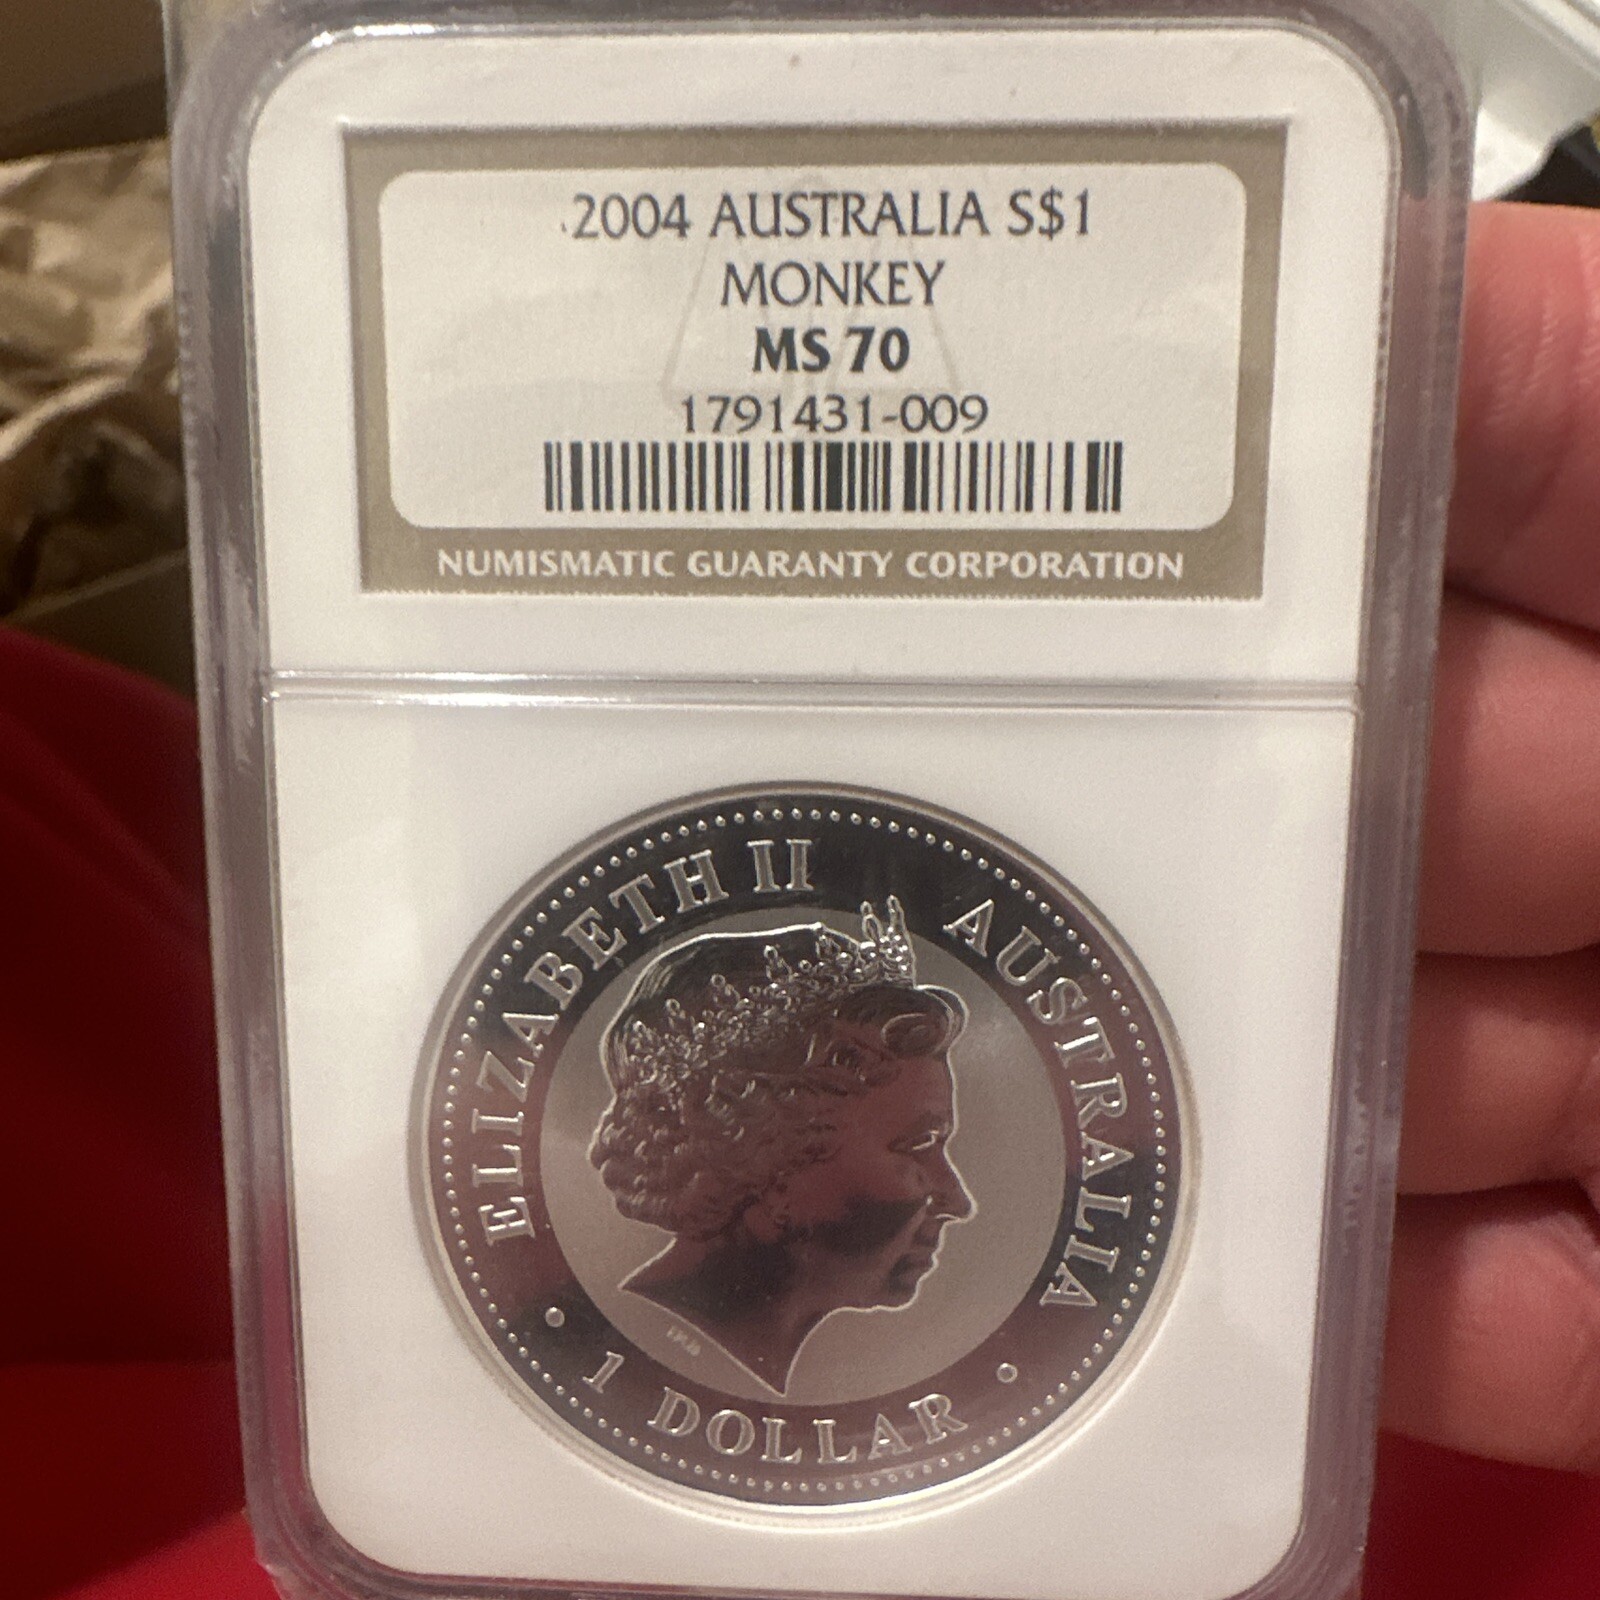 2004 AUSTRALIA S$1
MONKEY
MS 70
1791431-009
NUMISMATIC GUARANTY CORPORATION
ELIZABETH II AUSTRALIA
1 DOLLAR